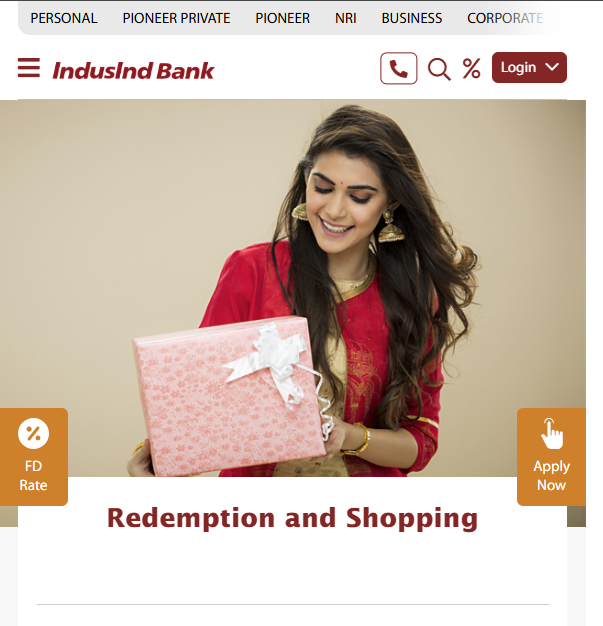 PERSONAL PIONEER PRIVATE PIONEER NRI BUSINESS CORPORATE
IndusInd Bank % Login
%
FD
Rate
Apply
Now
Redemption and Shopping